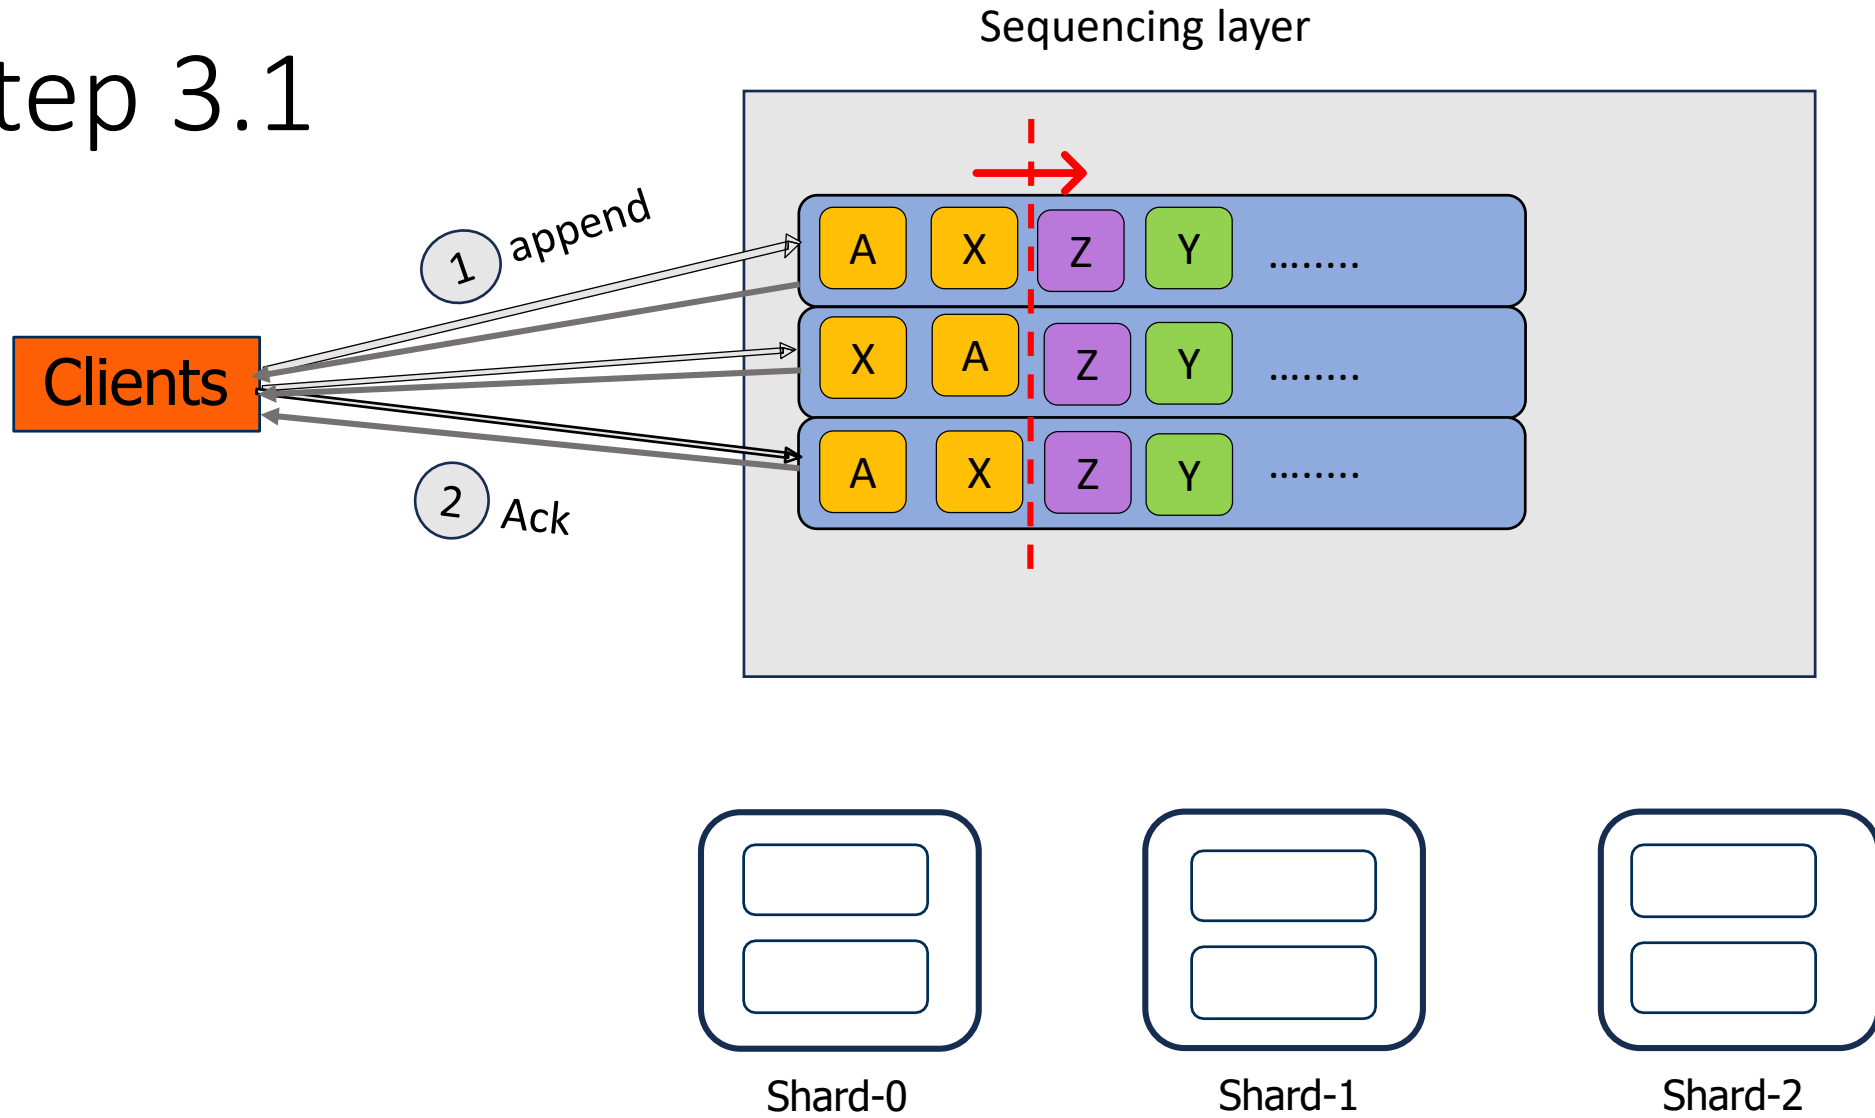 Sequencing layer
tep 3.1
1 append
A X Z Y ........
Clients
X A Z Y ........
A X Z Y ........
2 Ack
Shard-0 Shard-1 Shard-2